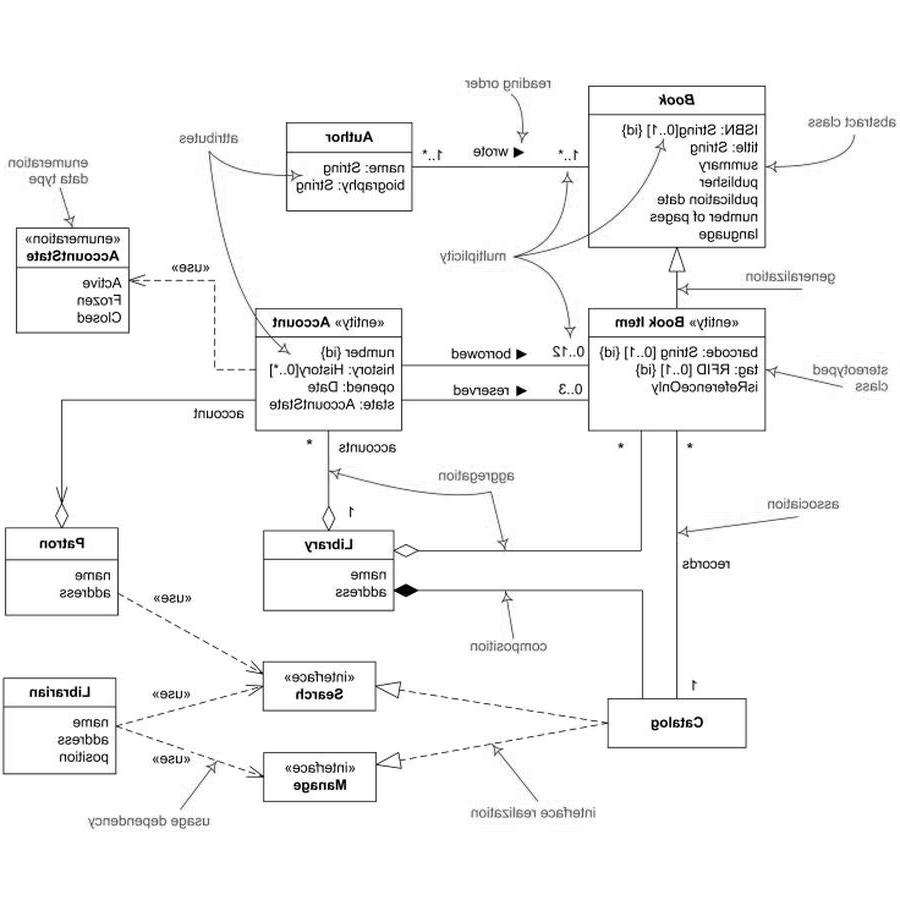 reading order
Book
ISBN: String[0..1] {id}
title: String
summary
publisher
publication date
number of pages
language
abstract class
attributes
Author
name: String
biography: String
1..*
wrote ◀
1..*
enumeration
data type
«enumeration»
AccountState
Active
Frozen
Closed
«use»
multiplicity
generalization
«entity» Account
number {id}
history: History[0..*]
opened: Date
state: AccountState
borrowed ◀
0..12
reserved ◀
0..3
«entity» Book Item
barcode: String [0..1] {id}
tag: RFID [0..1] {id}
isReferenceOnly
stereotyped
class
account
*
accounts
*
*
aggregation
1
association
records
Patron
name
address
Library
name
address
composition
«use»
«interface»
Search
Librarian
name
address
position
«use»
«use»
«interface»
Manage
1
Catalog
usage dependency
interface realization